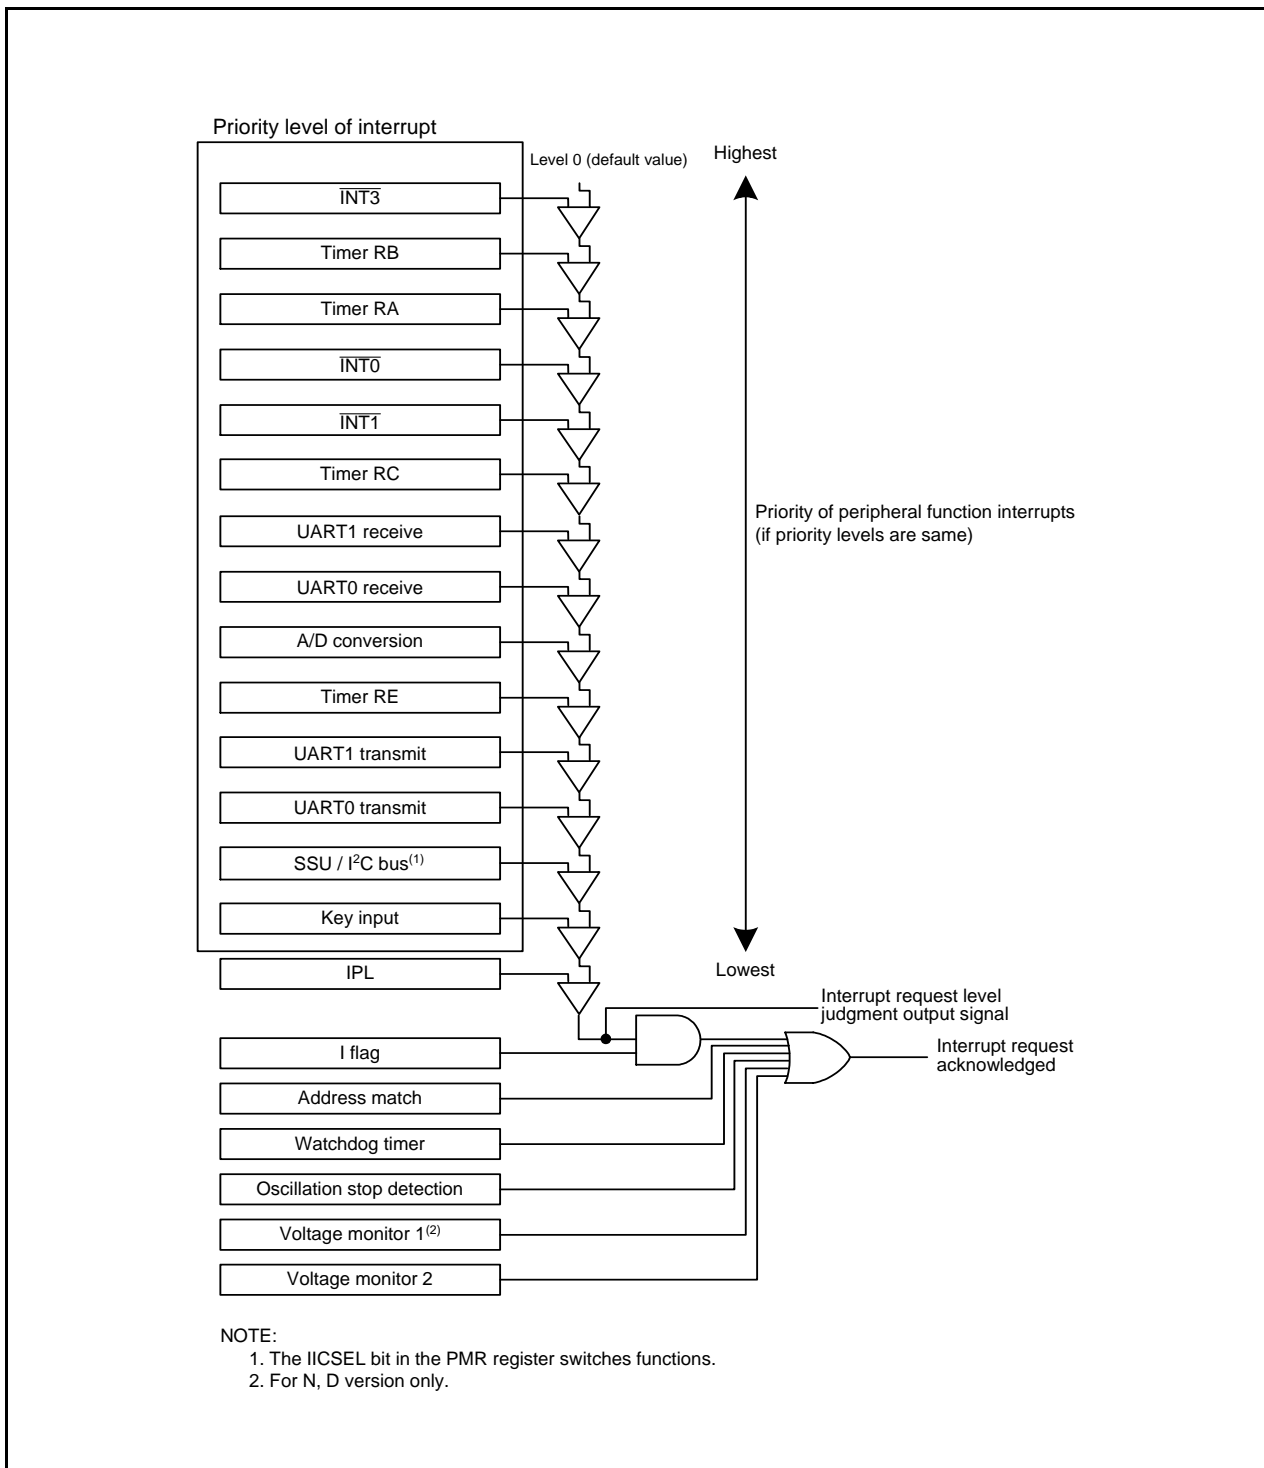 Priority level of interrupt
Level 0 (default value)
Highest
INT3
Timer RB
Timer RA
INT0
INT1
Timer RC
UART1 receive
Priority of peripheral function interrupts
(if priority levels are same)
UART0 receive
A/D conversion
Timer RE
UART1 transmit
UART0 transmit
SSU / I²C bus(1)
Key input
Lowest
IPL
Interrupt request level
judgment output signal
I flag
Interrupt request
acknowledged
Address match
Watchdog timer
Oscillation stop detection
Voltage monitor 1(2)
Voltage monitor 2
NOTE:
1. The IICSEL bit in the PMR register switches functions.
2. For N, D version only.